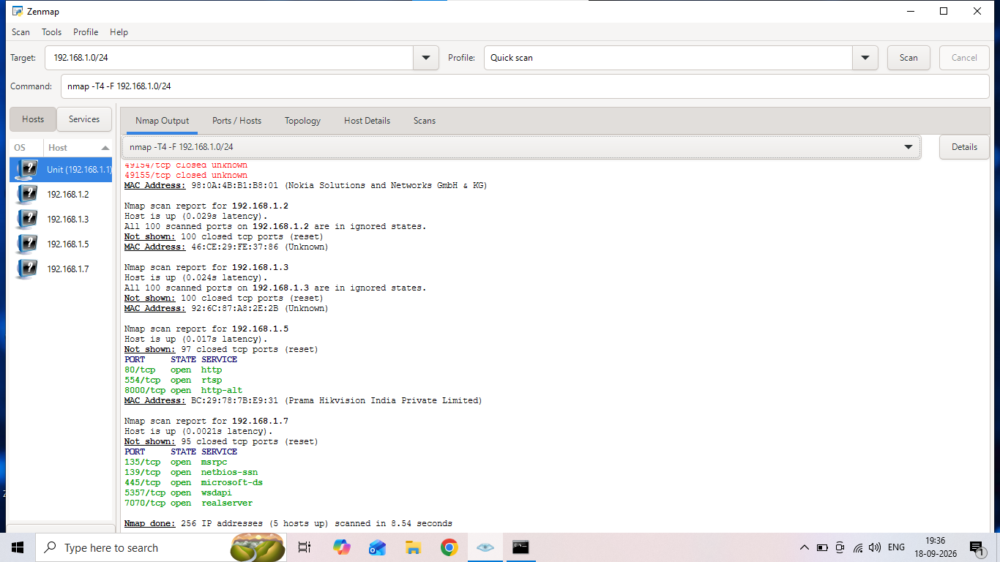 Zenmap
Scan Tools Profile Help
Target: 192.168.1.0/24 Profile: Quick scan Scan Cancel
Command: nmap -T4 -F 192.168.1.0/24
Hosts Services
Nmap Output Ports / Hosts Topology Host Details Scans
OS Host
nmap -T4 -F 192.168.1.0/24 Details
Unit (192.168.1.1)
192.168.1.2
192.168.1.3
192.168.1.5
192.168.1.7
49154/tcp closed unknown
49155/tcp closed unknown
MAC Address: 98:0A:4B:B1:B8:01 (Nokia Solutions and Networks GmbH & KG)
Nmap scan report for 192.168.1.2
Host is up (0.029s latency).
All 100 scanned ports on 192.168.1.2 are in ignored states.
Not shown: 100 closed tcp ports (reset)
MAC Address: 46:CE:29:FE:37:86 (Unknown)
Nmap scan report for 192.168.1.3
Host is up (0.024s latency).
All 100 scanned ports on 192.168.1.3 are in ignored states.
Not shown: 100 closed tcp ports (reset)
MAC Address: 92:6C:87:A8:2E:2B (Unknown)
Nmap scan report for 192.168.1.5
Host is up (0.017s latency).
Not shown: 97 closed tcp ports (reset)
PORT STATE SERVICE
80/tcp open http
554/tcp open rtsp
8000/tcp open http-alt
MAC Address: BC:29:78:7B:E9:31 (Prama Hikvision India Private Limited)
Nmap scan report for 192.168.1.7
Host is up (0.0021s latency).
Not shown: 95 closed tcp ports (reset)
PORT STATE SERVICE
135/tcp open msrpc
139/tcp open netbios-ssn
445/tcp open microsoft-ds
5357/tcp open wsdapi
7070/tcp open realserver
Nmap done: 256 IP addresses (5 hosts up) scanned in 8.54 seconds
Type here to search
ENG
19:36
18-09-2026
1